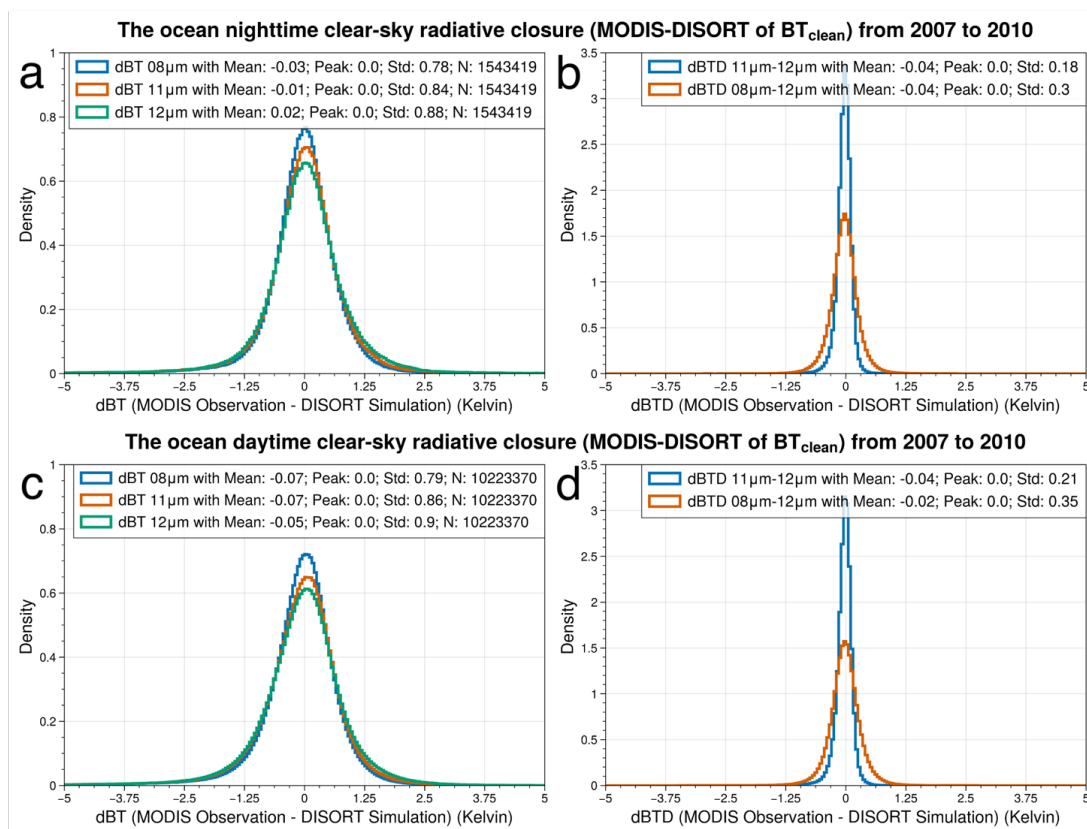 The ocean nighttime clear-sky radiative closure (MODIS-DISORT of BTclean) from 2007 to 2010
a
dBT 08μm with Mean: -0.03; Peak: 0.0; Std: 0.78; N: 1543419
dBT 11μm with Mean: -0.01; Peak: 0.0; Std: 0.84; N: 1543419
dBT 12μm with Mean: 0.02; Peak: 0.0; Std: 0.88; N: 1543419
1
0.8
0.6
0.4
0.2
0
Density
−5 −3.75 −2.5 −1.25 0 1.25 2.5 3.75 5
dBT (MODIS Observation - DISORT Simulation) (Kelvin)
b
dBTD 11μm-12μm with Mean: -0.04; Peak: 0.0; Std: 0.18
dBTD 08μm-12μm with Mean: -0.04; Peak: 0.0; Std: 0.3
3.5
3
2.5
2
1.5
1
0.5
0
Density
−5 −3.75 −2.5 −1.25 0 1.25 2.5 3.75 5
dBTD (MODIS Observation - DISORT Simulation) (Kelvin)
The ocean daytime clear-sky radiative closure (MODIS-DISORT of BTclean) from 2007 to 2010
c
dBT 08μm with Mean: -0.07; Peak: 0.0; Std: 0.79; N: 10223370
dBT 11μm with Mean: -0.07; Peak: 0.0; Std: 0.86; N: 10223370
dBT 12μm with Mean: -0.05; Peak: 0.0; Std: 0.9; N: 10223370
1
0.8
0.6
0.4
0.2
0
Density
−5 −3.75 −2.5 −1.25 0 1.25 2.5 3.75 5
dBT (MODIS Observation - DISORT Simulation) (Kelvin)
d
dBTD 11μm-12μm with Mean: -0.04; Peak: 0.0; Std: 0.21
dBTD 08μm-12μm with Mean: -0.02; Peak: 0.0; Std: 0.35
3.5
3
2.5
2
1.5
1
0.5
0
Density
−5 −3.75 −2.5 −1.25 0 1.25 2.5 3.75 5
dBTD (MODIS Observation - DISORT Simulation) (Kelvin)